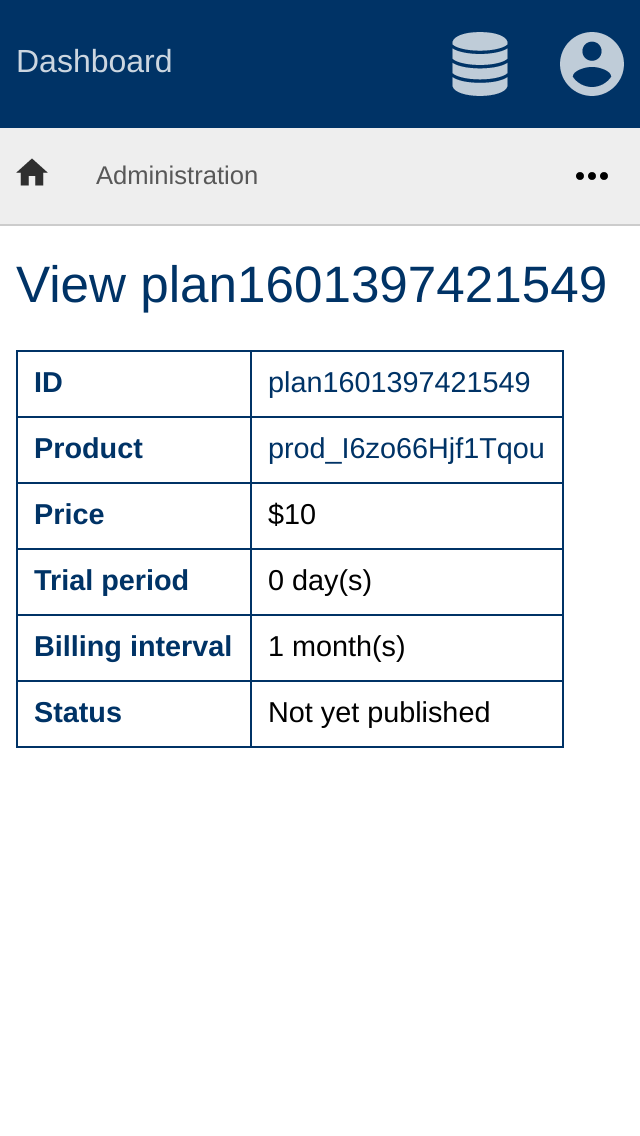 Dashboard
Administration
View plan1601397421549
ID plan1601397421549
Product prod_I6zo66Hjf1Tqou
Price $10
Trial period 0 day(s)
Billing interval 1 month(s)
Status Not yet published